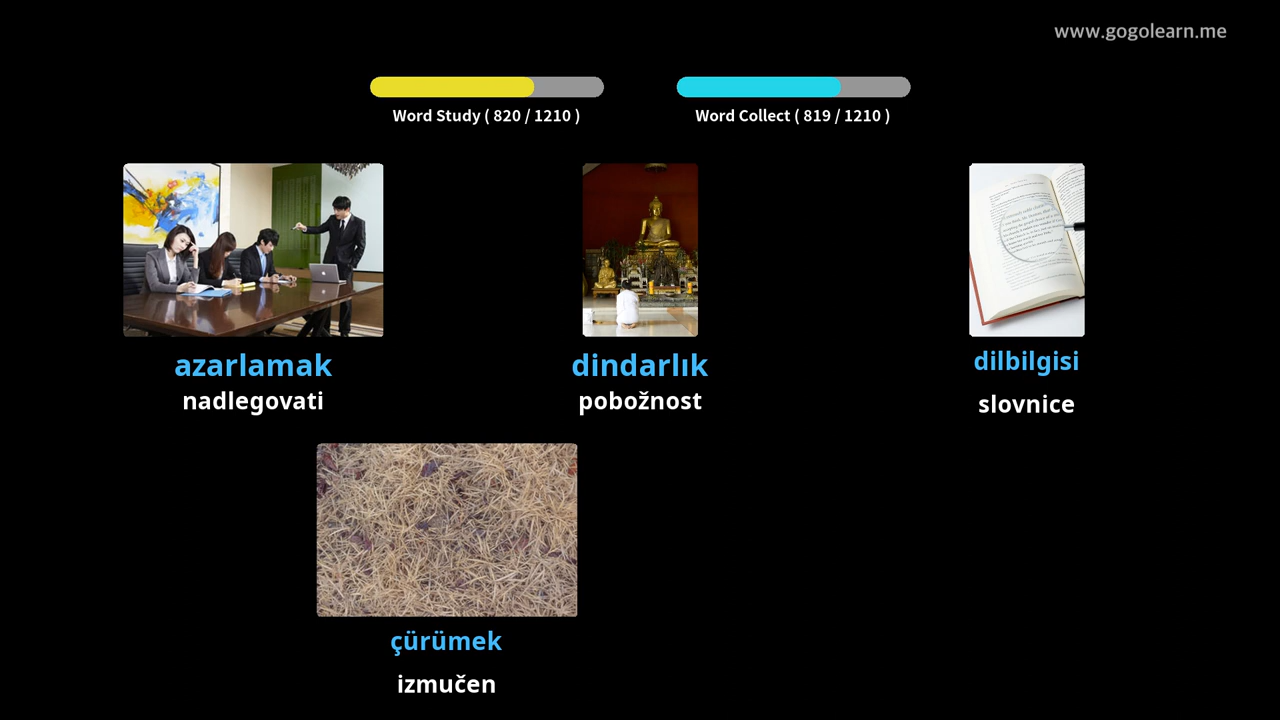 www.gogolearn.me
Word Study ( 820 / 1210 )
Word Collect ( 819 / 1210 )
azarlamak
nadlegovati
dindarlık
pobožnost
dilbilgisi
slovnice
çürümek
izmučen